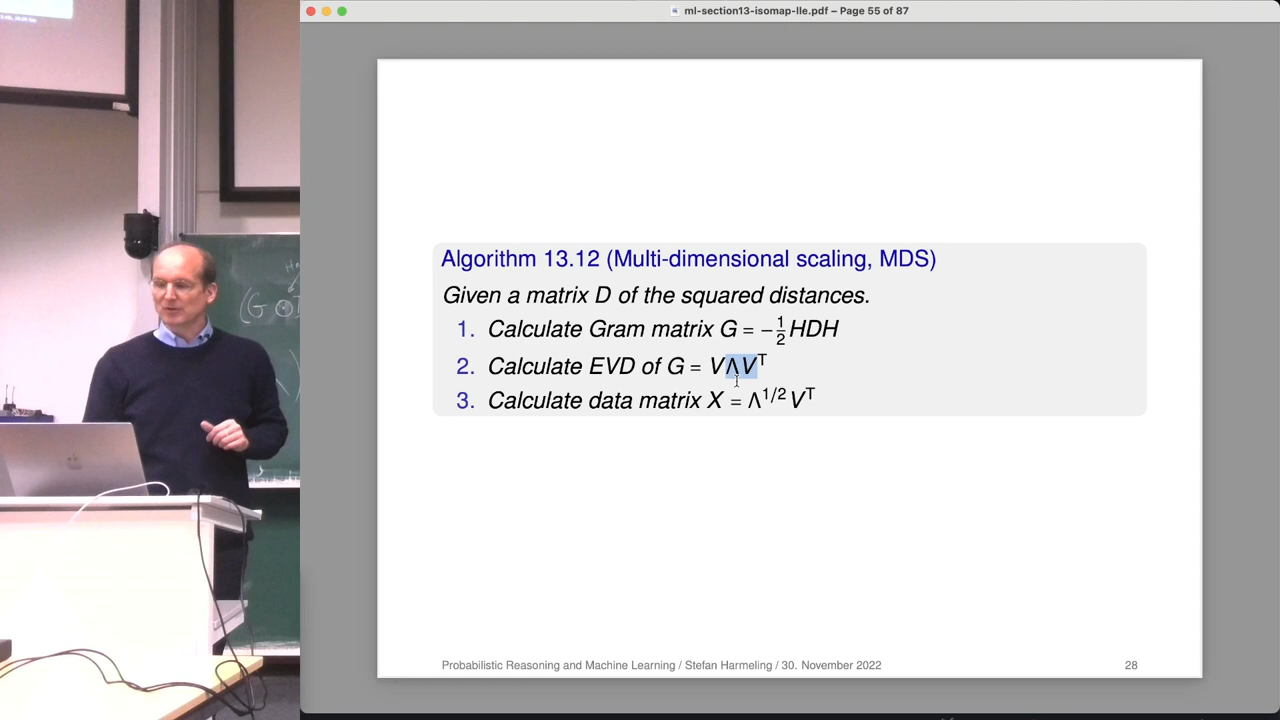 ml-section13-isomap-lle.pdf – Page 55 of 87
Algorithm 13.12 (Multi-dimensional scaling, MDS)
Given a matrix D of the squared distances.
1. Calculate Gram matrix G = −½HDH
2. Calculate EVD of G = VΛVᵀ
3. Calculate data matrix X = Λ^{1/2}Vᵀ
Probabilistic Reasoning and Machine Learning / Stefan Harmeling / 30. November 2022
28